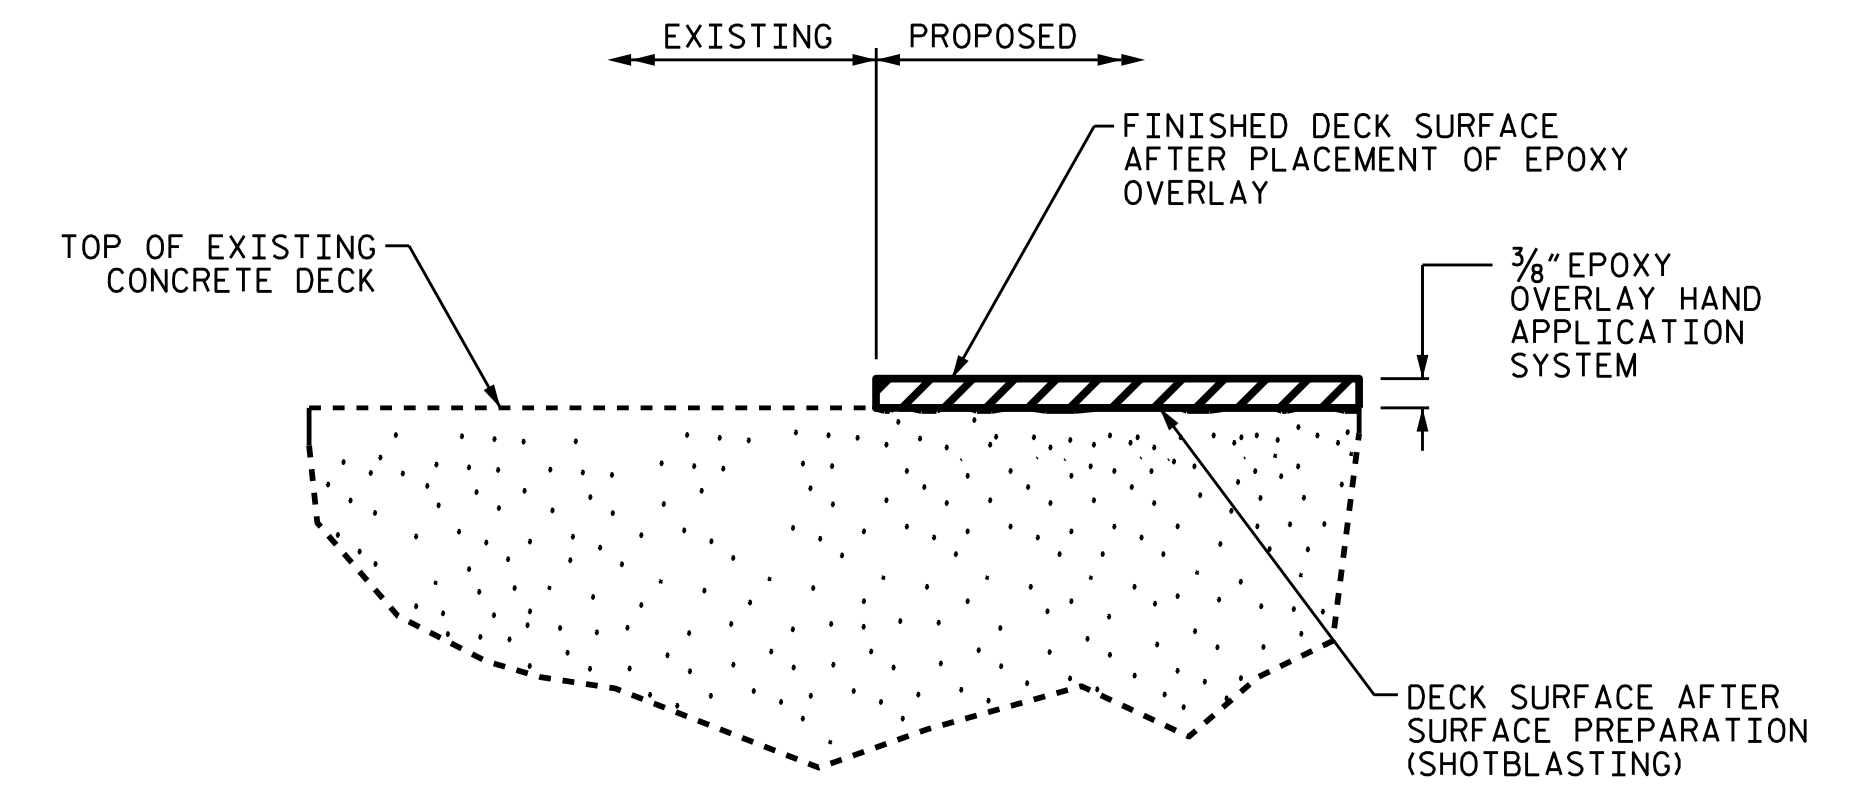 EXISTING
PROPOSED
FINISHED DECK SURFACE
AFTER PLACEMENT OF EPOXY
OVERLAY
TOP OF EXISTING
CONCRETE DECK
⅜" EPOXY
OVERLAY HAND
APPLICATION
SYSTEM
DECK SURFACE AFTER
SURFACE PREPARATION
(SHOTBLASTING)